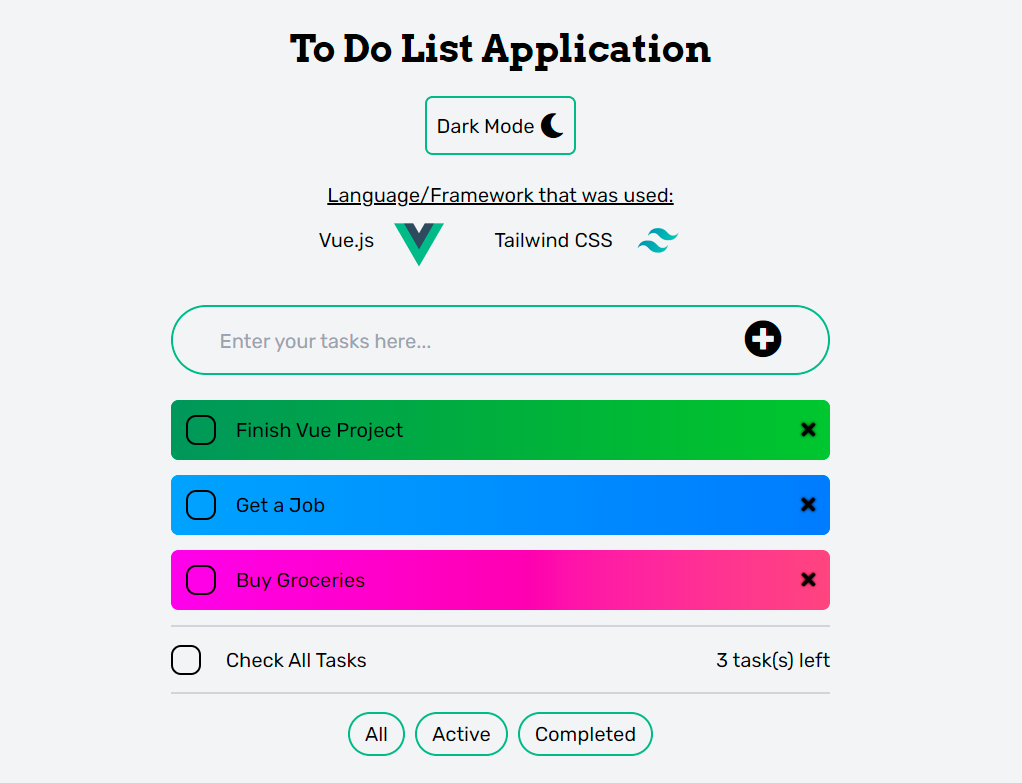 To Do List Application
Dark Mode
Language/Framework that was used:
Vue.js Tailwind CSS
Enter your tasks here...
Finish Vue Project
Get a Job
Buy Groceries
Check All Tasks 3 task(s) left
All Active Completed